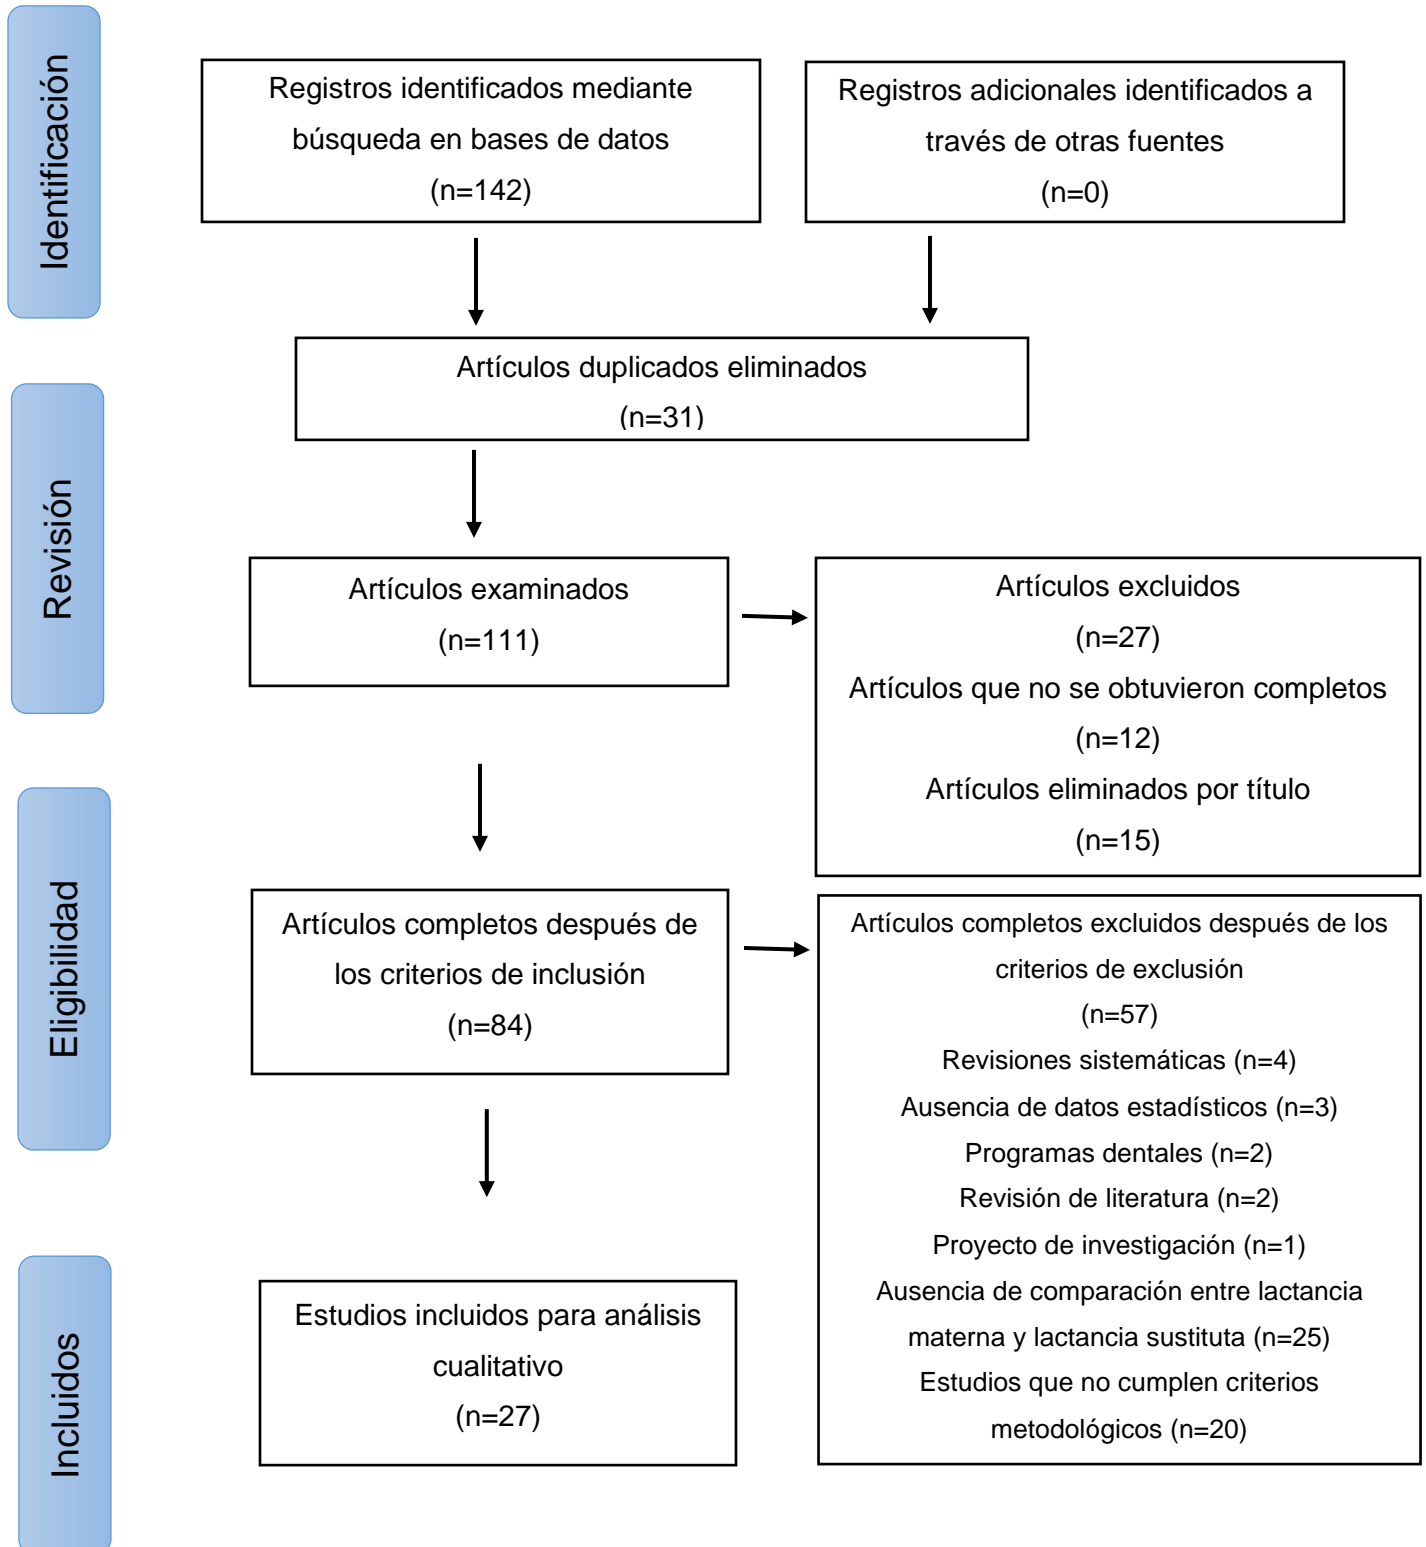 Identificación
Registros identificados mediante
búsqueda en bases de datos
(n=142)
Registros adicionales identificados a
través de otras fuentes
(n=0)
Artículos duplicados eliminados
(n=31)
Revisión
Artículos examinados
(n=111)
Artículos excluidos
(n=27)
Artículos que no se obtuvieron completos
(n=12)
Artículos eliminados por título
(n=15)
Eligibilidad
Artículos completos después de
los criterios de inclusión
(n=84)
Artículos completos excluidos después de los
criterios de exclusión
(n=57)
Revisiones sistemáticas (n=4)
Ausencia de datos estadísticos (n=3)
Programas dentales (n=2)
Revisión de literatura (n=2)
Proyecto de investigación (n=1)
Ausencia de comparación entre lactancia
materna y lactancia sustituta (n=25)
Estudios que no cumplen criterios
metodológicos (n=20)
Incluidos
Estudios incluidos para análisis
cualitativo
(n=27)